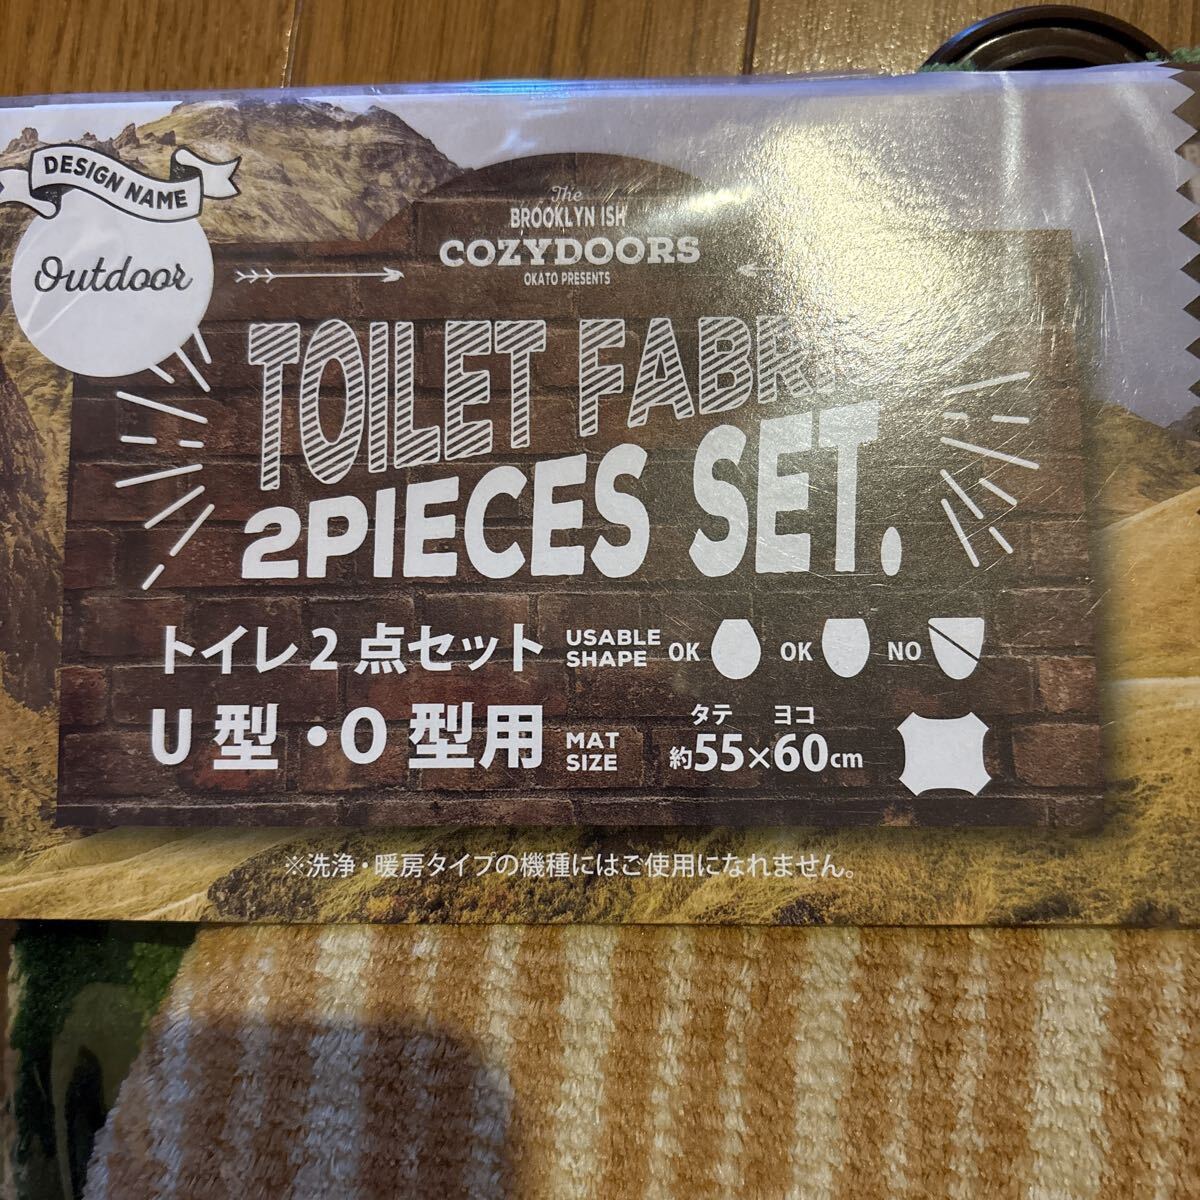 DESIGN NAME
Outdoor
The
BROOKLYN ISH
COZYDOORS
OKATO PRESENTS
TOILET
2PIECES SET.
トイレ2点セット
U型・O型用
USABLE
SHAPE
OK
OK
NO
MAT
SIZE
タテ ヨコ
約55×60cm
※洗浄・暖房タイプの機種にはご使用になれません。